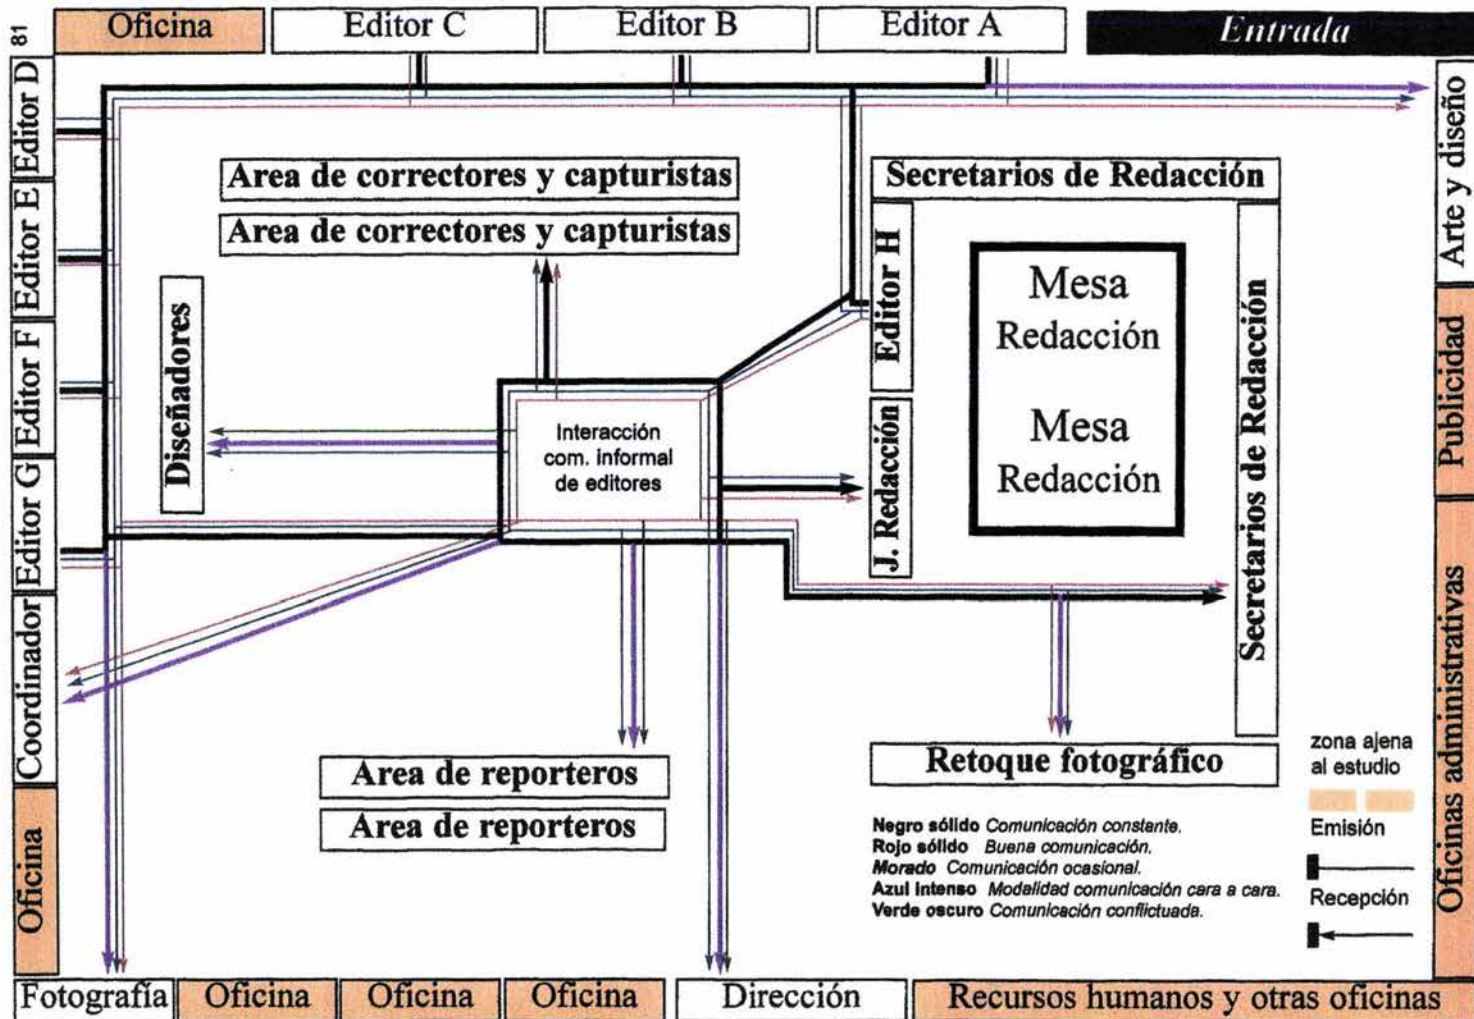 81
Oficina
Editor C
Editor B
Editor A
Entrada
Editor D
Editor E
Editor F
Editor G
Coordinador
Oficina
Area de correctores y capturistas
Area de correctores y capturistas
Secretarios de Redacción
Editor H
J. Redacción
Mesa
Redacción
Mesa
Redacción
Secretarios de Redacción
Arte y diseño
Publicidad
Oficinas administrativas
Diseñadores
Interacción
com. informal
de editores
Area de reporteros
Area de reporteros
Retoque fotográfico
zona ajena
al estudio
Emisión
Recepción
Negro sólido Comunicación constante.
Rojo sólido Buena comunicación.
Morado Comunicación ocasional.
Azul intenso Modalidad comunicación cara a cara.
Verde oscuro Comunicación conflictuada.
Fotografía
Oficina
Oficina
Oficina
Dirección
Recursos humanos y otras oficinas